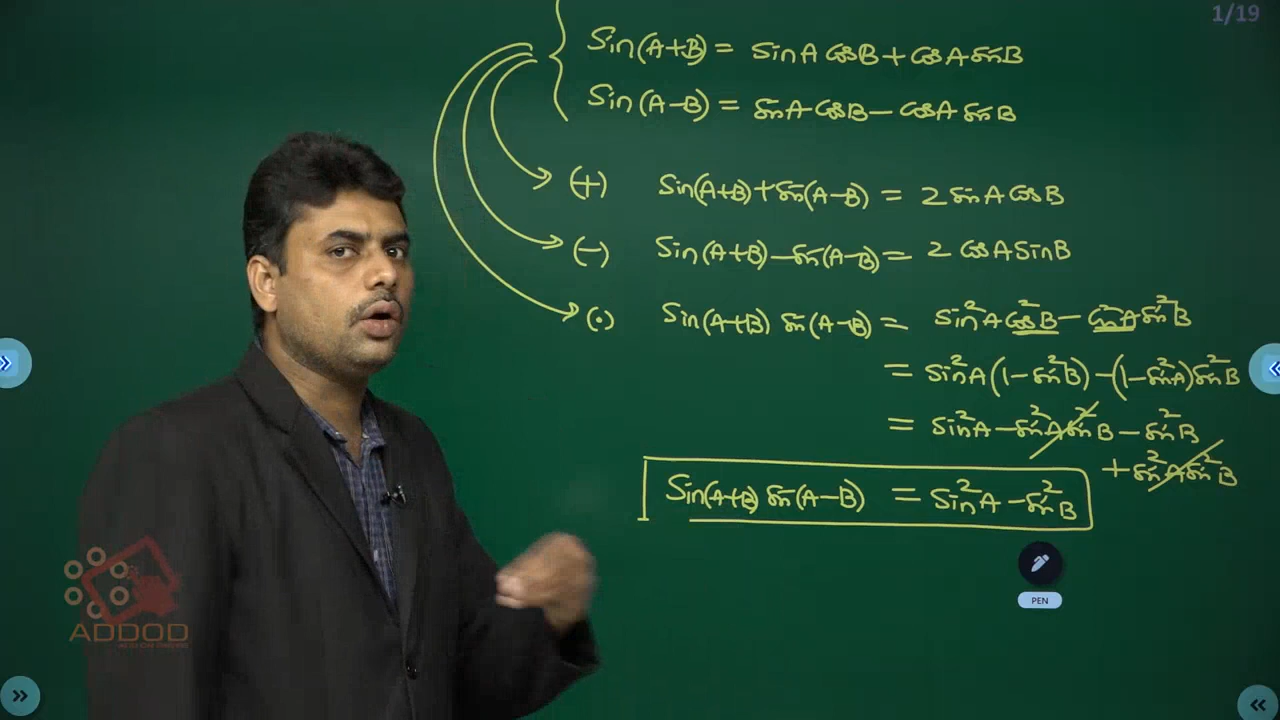 1/19
Sin(A+B) = SinA CosB + CosA SinB
Sin(A-B) = SinA CosB - CosA SinB
(+) Sin(A+B) + Sin(A-B) = 2 SinA CosB
(-) Sin(A+B) - Sin(A-B) = 2 CosA SinB
(·) Sin(A+B) Sin(A-B) = Sin²A Cos²B - Cos²A Sin²B
= Sin²A(1-Sin²B) - (1-Sin²A)Sin²B
= Sin²A - Sin²A Sin²B - Sin²B
+ Sin²A Sin²B
Sin(A+B) Sin(A-B) = Sin²A - Sin²B
PEN
ADDOD